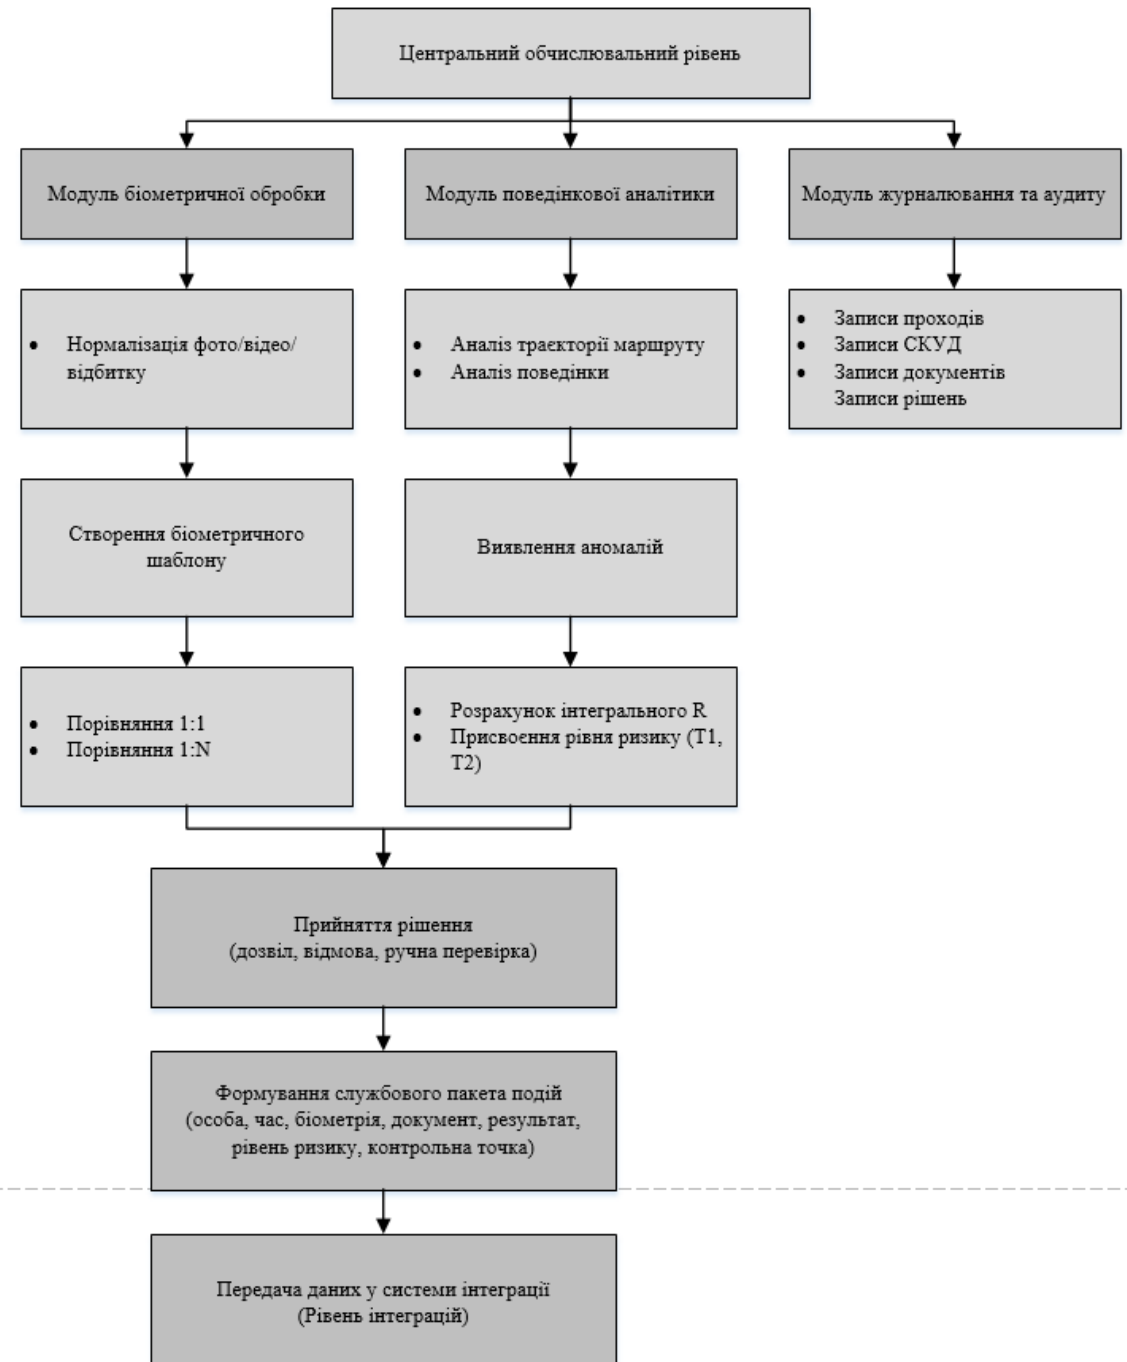 Центральний обчислювальний рівень
Модуль біометричної обробки
Модуль поведінкової аналітики
Модуль журналювання та аудиту
• Нормалізація фото/відео/
відбитку
• Аналіз траєкторії маршруту
• Аналіз поведінки
• Записи проходів
• Записи СКУД
• Записи документів
Записи рішень
Створення біометричного
шаблону
Виявлення аномалій
• Порівняння 1:1
• Порівняння 1:N
• Розрахунок інтегрального R
• Присвоєння рівня ризику (T1,
T2)
Прийняття рішення
(дозвіл, відмова, ручна перевірка)
Формування службового пакета подій
(особа, час, біометрія, документ, результат,
рівень ризику, контрольна точка)
Передача даних у системи інтеграції
(Рівень інтеграцій)